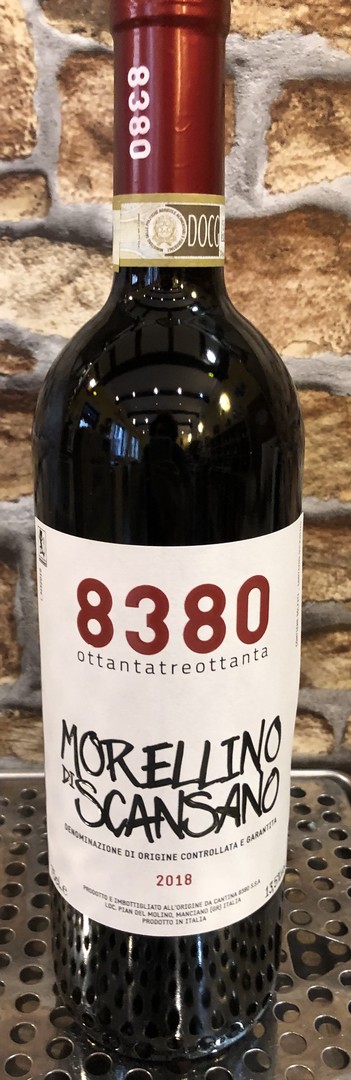 8380
DOCG
8380
ottantatreottanta
MORELLINO
DI SCANSANO
DENOMINAZIONE DI ORIGINE CONTROLLATA E GARANTITA
2018
PRODOTTO E IMBOTTIGLIATO ALL'ORIGINE DA CANTINA 8380 S.S.A.
LOC. PIAN DEL MOLINO, MANCIANO (GR) ITALIA
PRODOTTO IN ITALIA